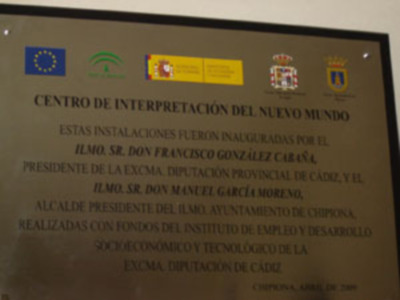 CENTRO DE INTERPRETACIÓN DEL NUEVO MUNDO
ESTAS INSTALACIONES FUERON INAUGURADAS POR EL
ILMO. SR. DON FRANCISCO GONZÁLEZ CABAÑA,
PRESIDENTE DE LA EXCMA. DIPUTACIÓN PROVINCIAL DE CÁDIZ, Y EL
ILMO. SR. DON MANUEL GARCÍA MORENO,
ALCALDE PRESIDENTE DEL ILMO. AYUNTAMIENTO DE CHIPIONA,
REALIZADAS CON FONDOS DEL INSTITUTO DE EMPLEO Y DESARROLLO
SOCIOECONÓMICO Y TECNOLÓGICO DE LA
EXCMA. DIPUTACIÓN DE CÁDIZ
CHIPIONA, ABRIL DE 2009